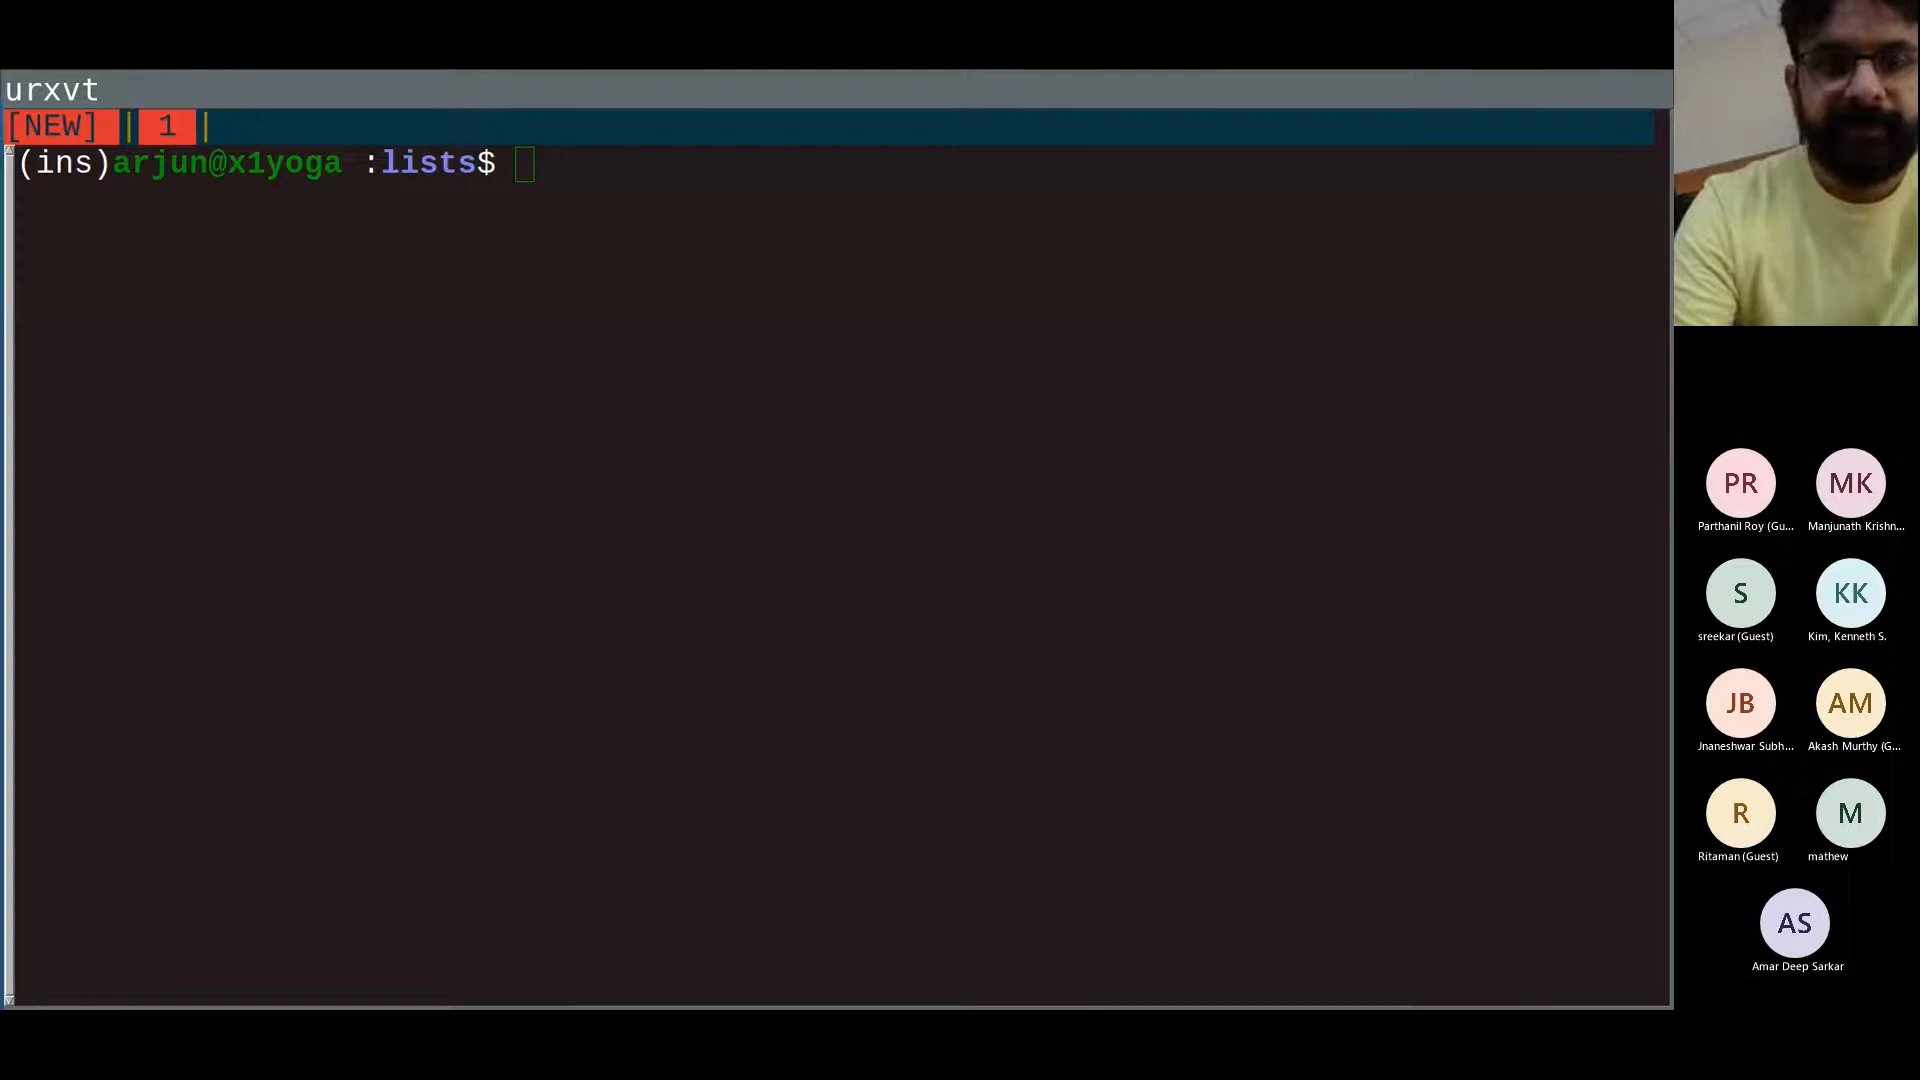 urxvt
[NEW] | 1 |
(ins)arjun@x1yoga :lists$
PR
MK
Parthanil Roy (Gu...
Manjunath Krishn...
S
KK
sreekar (Guest)
Kim, Kenneth S.
JB
AM
Jnaneshwar Subh...
Akash Murthy (G...
R
M
Ritaman (Guest)
mathew
AS
Amar Deep Sarkar